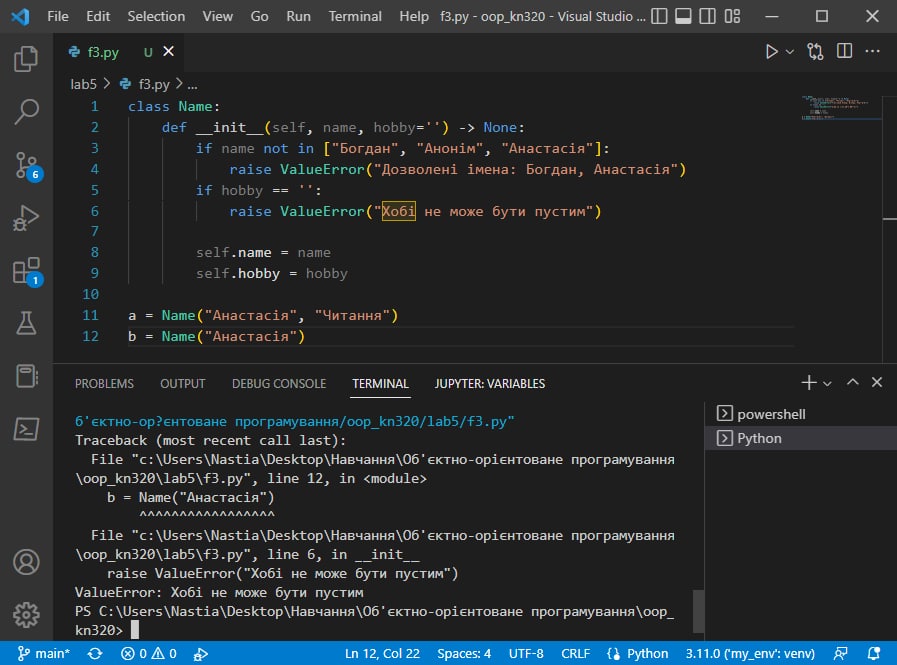 File Edit Selection View Go Run Terminal Help f3.py - oop_kn320 - Visual Studio ...
f3.py U
lab5 > f3.py > ...
1 class Name:
2 def __init__(self, name, hobby='') -> None:
3 if name not in ["Богдан", "Анонім", "Анастасія"]:
4 raise ValueError("Дозволені імена: Богдан, Анастасія")
5 if hobby == '':
6 raise ValueError("Хобі не може бути пустим")
7
8 self.name = name
9 self.hobby = hobby
10
11 a = Name("Анастасія", "Читання")
12 b = Name("Анастасія")
6
1
PROBLEMS OUTPUT DEBUG CONSOLE TERMINAL JUPYTER: VARIABLES
б'єктно-ор?єнтоване програмування/oop_kn320/lab5/f3.py"
Traceback (most recent call last):
File "c:\Users\Nastia\Desktop\Навчання\Об'єктно-орієнтоване програмування
\oop_kn320\lab5\f3.py", line 12, in <module>
b = Name("Анастасія")
^^^^^^^^^^^^^^^^^
File "c:\Users\Nastia\Desktop\Навчання\Об'єктно-орієнтоване програмування
\oop_kn320\lab5\f3.py", line 6, in __init__
raise ValueError("Хобі не може бути пустим")
ValueError: Хобі не може бути пустим
PS C:\Users\Nastia\Desktop\Навчання\Об'єктно-орієнтоване програмування\oop_
kn320>
powershell
Python
main* 0 0 Ln 12, Col 22 Spaces: 4 UTF-8 CRLF Python 3.11.0 ('my_env': venv)